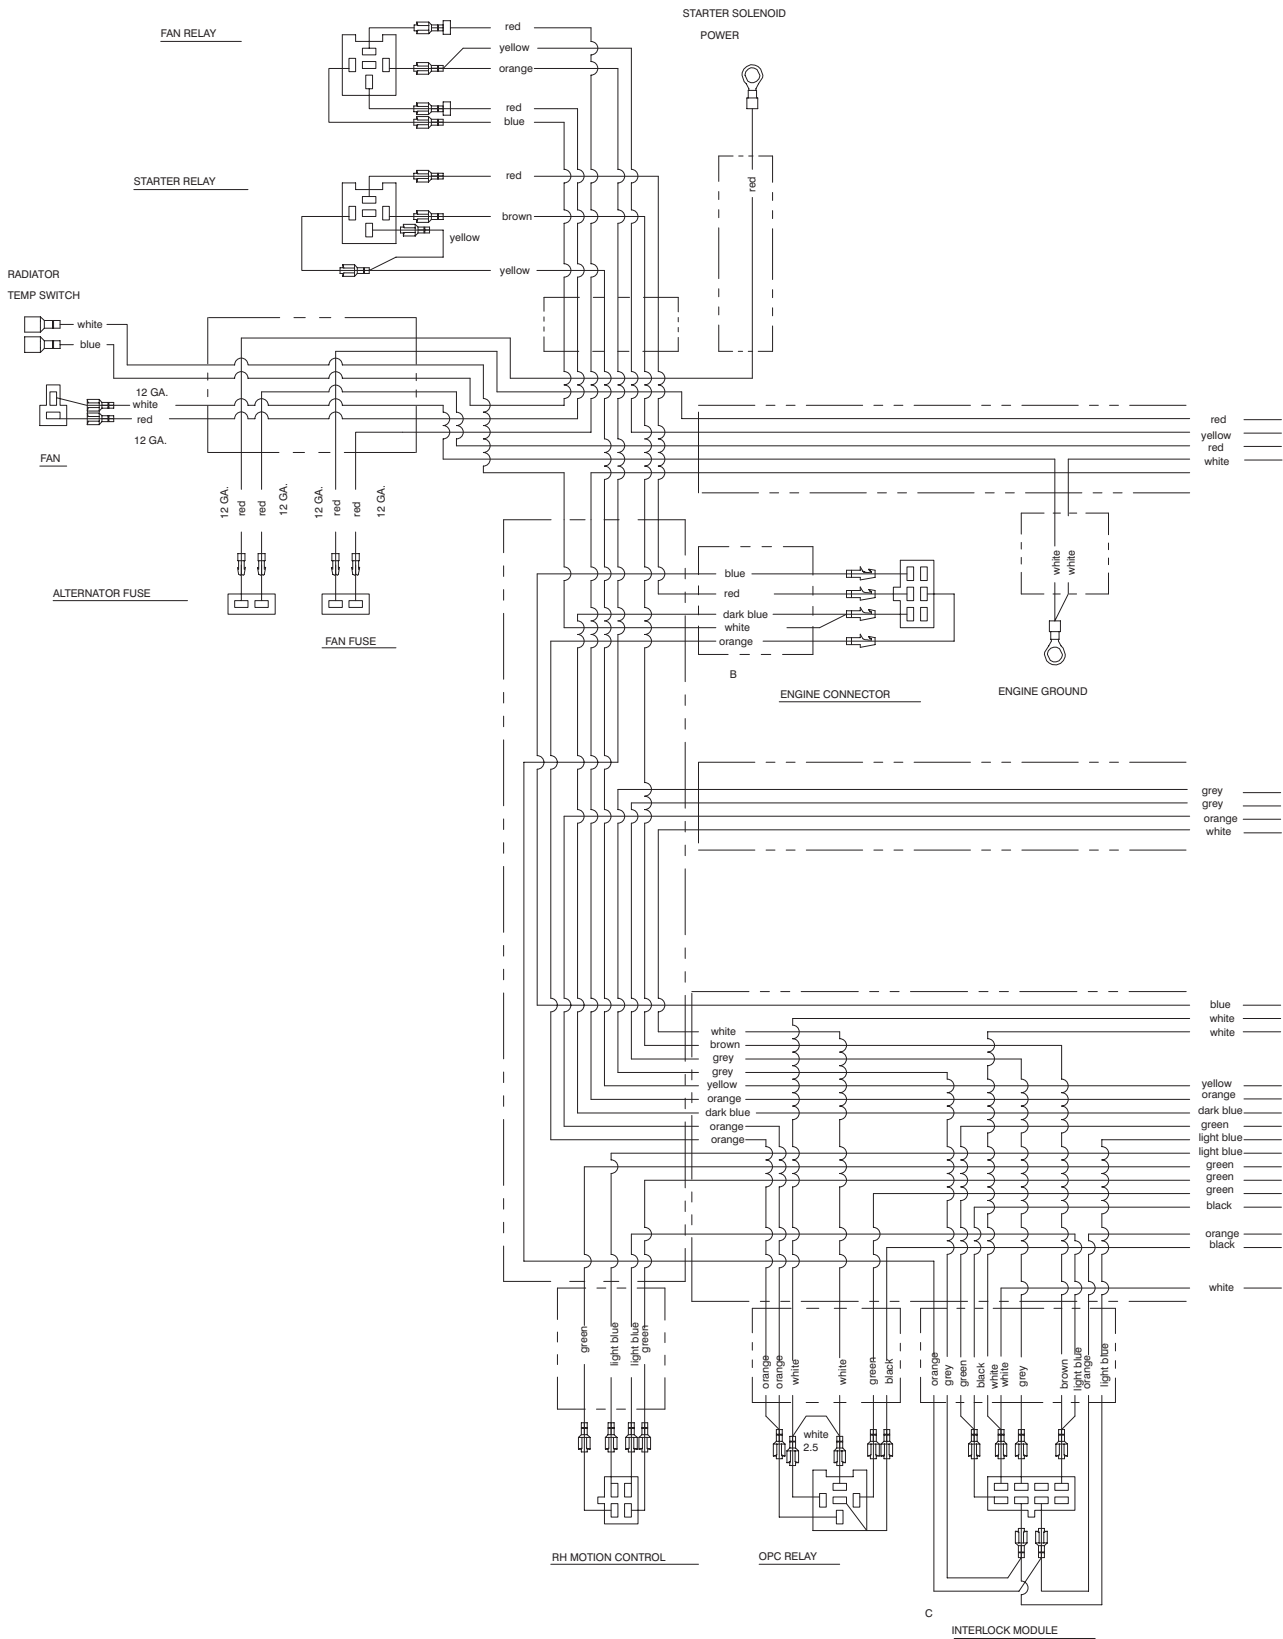 STARTER SOLENOID
POWER
FAN RELAY
red
yellow
orange
red
blue
STARTER RELAY
red
brown
yellow
yellow
red
RADIATOR
TEMP SWITCH
white
blue
12 GA.
white
red
12 GA.
FAN
12 GA.
red
red
12 GA.
12 GA.
red
red
12 GA.
ALTERNATOR FUSE
FAN FUSE
red
yellow
red
white
white
white
blue
red
dark blue
white
orange
B
ENGINE CONNECTOR
ENGINE GROUND
grey
grey
orange
white
blue
white
white
white
brown
grey
grey
yellow
orange
dark blue
orange
orange
yellow
orange
dark blue
green
light blue
light blue
green
green
green
black
orange
black
white
green
light blue
light blue
green
orange
orange
white
white
green
black
orange
grey
green
black
white
white
grey
brown
light blue
orange
light blue
white
2.5
RH MOTION CONTROL
OPC RELAY
C
INTERLOCK MODULE